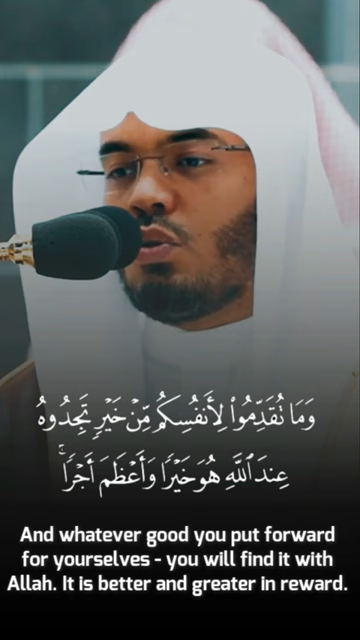 وَمَا تُقَدِّمُوا۟ لِأَنفُسِكُم مِّنْ خَيْرٍ تَجِدُوهُ
عِندَ ٱللَّهِ هُوَ خَيْرًا وَأَعْظَمَ أَجْرًا ۚ
And whatever good you put forward
for yourselves - you will find it with
Allah. It is better and greater in reward.